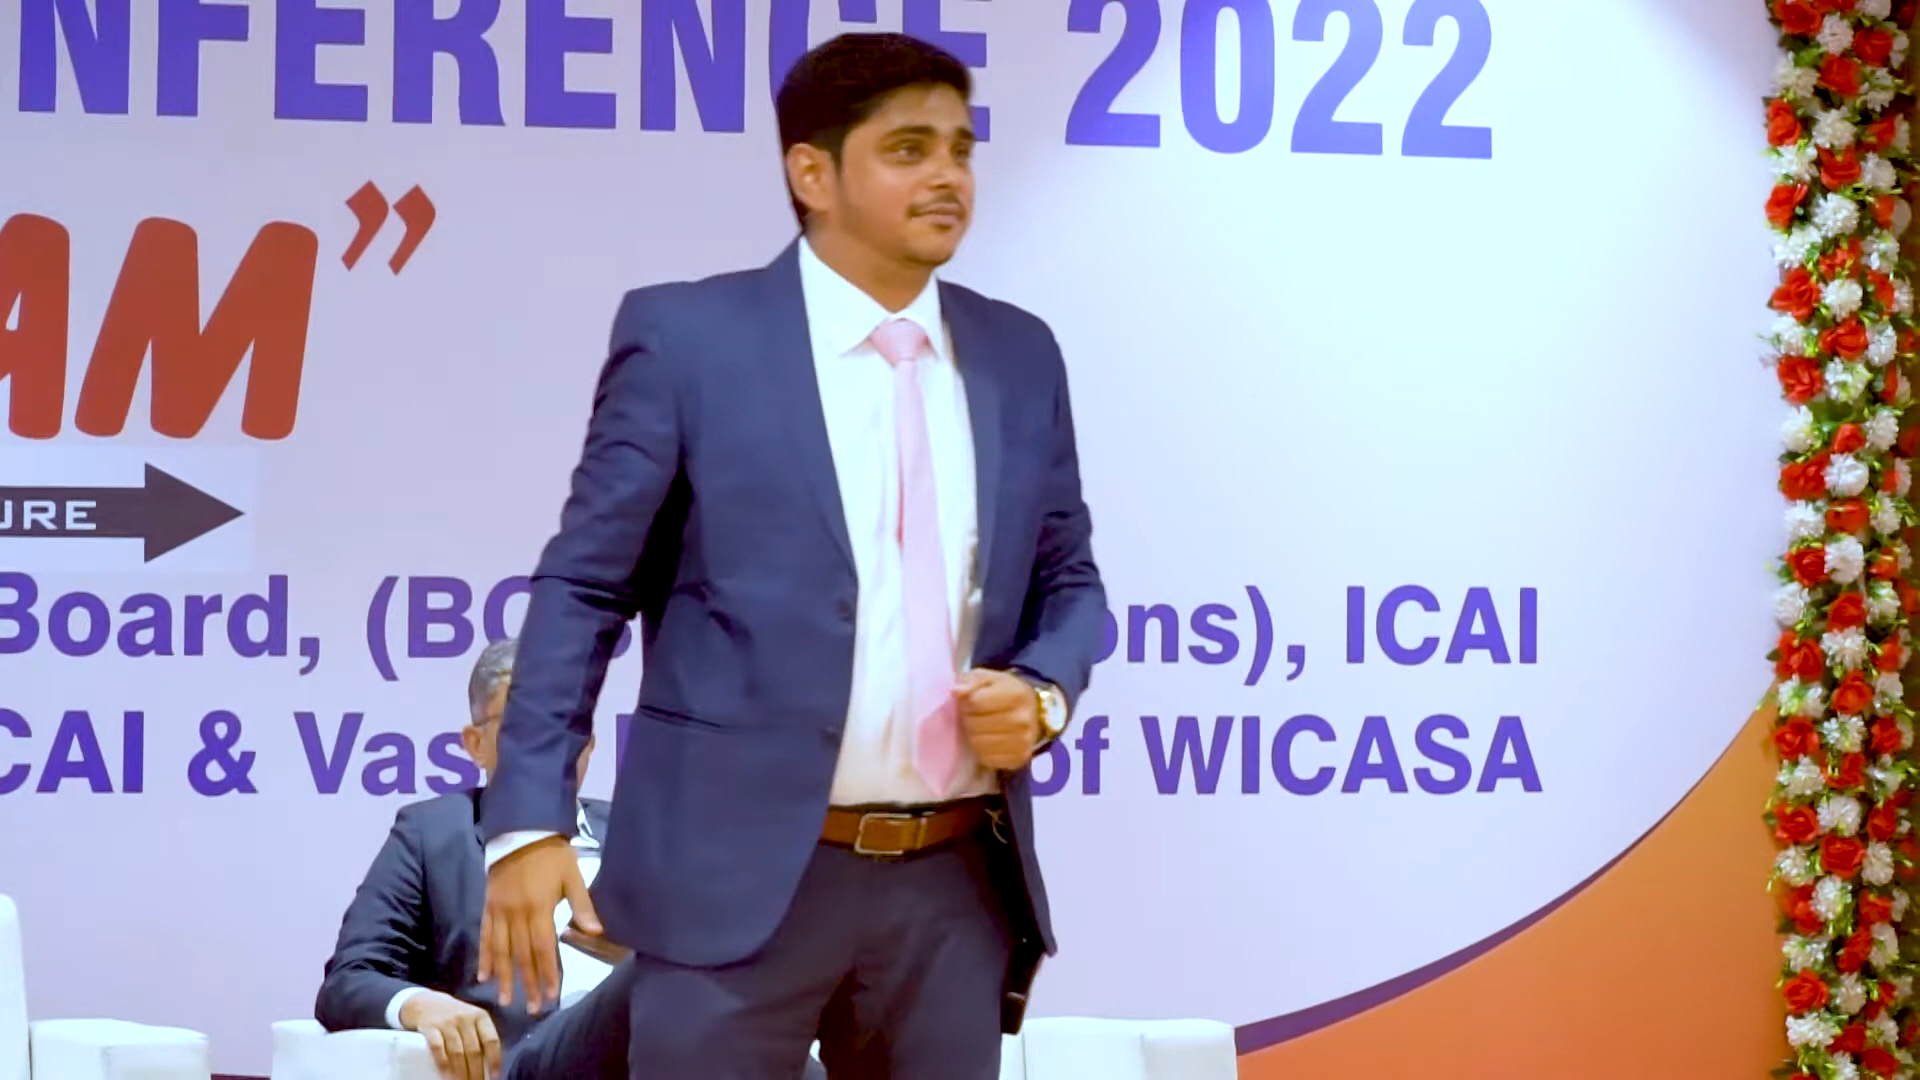 NFERENCE 2022
AM”
URE
Board, (BO ons), ICAI
CAI & Vas of WICASA